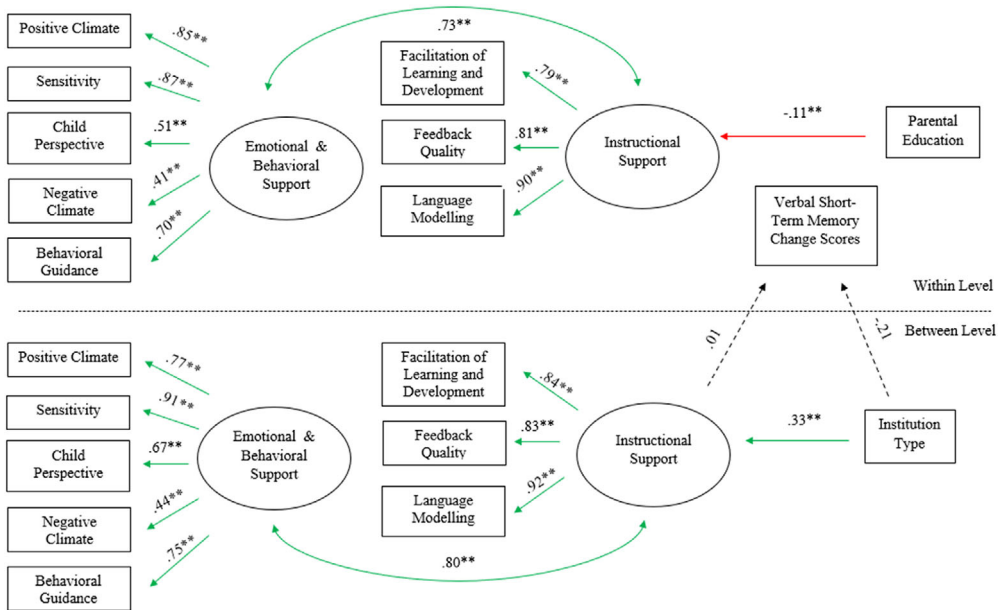 Positive Climate
.85**
.73**
Facilitation of
Learning and
Development
.79**
Sensitivity
.87**
Child
Perspective
.51**
Emotional &
Behavioral
Support
Feedback
Quality
.81**
Instructional
Support
-.11**
Parental
Education
Negative
Climate
.41**
Language
Modelling
.90**
Verbal Short-
Term Memory
Change Scores
Behavioral
Guidance
.70**
Within Level
Between Level
Positive Climate
.77**
Facilitation of
Learning and
Development
.84**
.01
-.21
Sensitivity
.91**
Child
Perspective
.67**
Emotional &
Behavioral
Support
Feedback
Quality
.83**
Instructional
Support
.33**
Institution
Type
Negative
Climate
.44**
Language
Modelling
.92**
Behavioral
Guidance
.75**
.80**